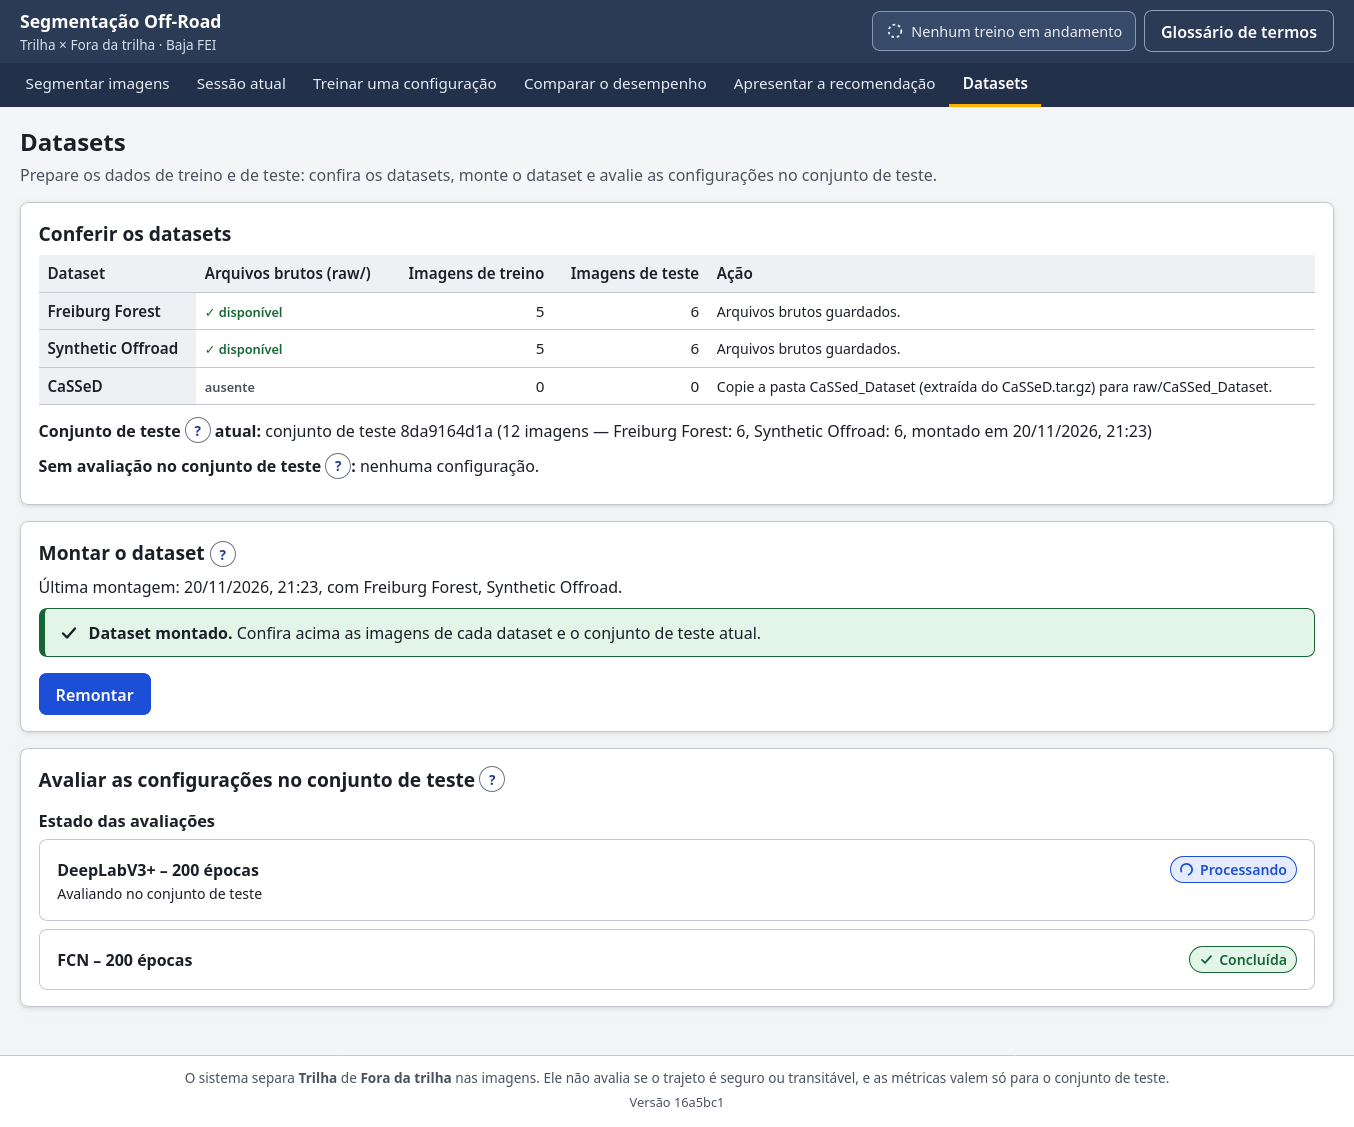 Segmentação Off-Road
Trilha × Fora da trilha · Baja FEI
Nenhum treino em andamento
Glossário de termos
Segmentar imagens Sessão atual Treinar uma configuração Comparar o desempenho Apresentar a recomendação Datasets
Datasets
Prepare os dados de treino e de teste: confira os datasets, monte o dataset e avalie as configurações no conjunto de teste.
Conferir os datasets
Dataset Arquivos brutos (raw/) Imagens de treino Imagens de teste Ação
Freiburg Forest ✓ disponível 5 6 Arquivos brutos guardados.
Synthetic Offroad ✓ disponível 5 6 Arquivos brutos guardados.
CaSSeD ausente 0 0 Copie a pasta CaSSed_Dataset (extraída do CaSSeD.tar.gz) para raw/CaSSed_Dataset.
Conjunto de teste ? atual: conjunto de teste 8da9164d1a (12 imagens — Freiburg Forest: 6, Synthetic Offroad: 6, montado em 20/11/2026, 21:23)
Sem avaliação no conjunto de teste ?: nenhuma configuração.
Montar o dataset ?
Última montagem: 20/11/2026, 21:23, com Freiburg Forest, Synthetic Offroad.
Dataset montado. Confira acima as imagens de cada dataset e o conjunto de teste atual.
Remontar
Avaliar as configurações no conjunto de teste ?
Estado das avaliações
DeepLabV3+ – 200 épocas Processando
Avaliando no conjunto de teste
FCN – 200 épocas Concluída
O sistema separa Trilha de Fora da trilha nas imagens. Ele não avalia se o trajeto é seguro ou transitável, e as métricas valem só para o conjunto de teste.
Versão 16a5bc1